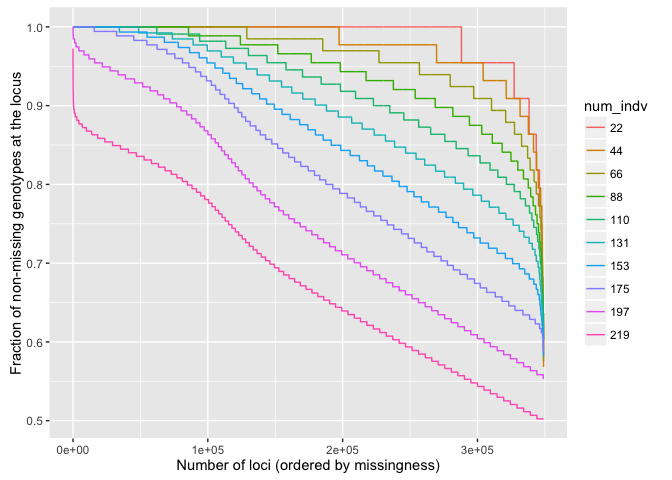 Fraction of non-missing genotypes at the locus
1.0
0.9
0.8
0.7
0.6
0.5
0e+00
1e+05
2e+05
3e+05
Number of loci (ordered by missingness)
num_indv
22
44
66
88
110
131
153
175
197
219